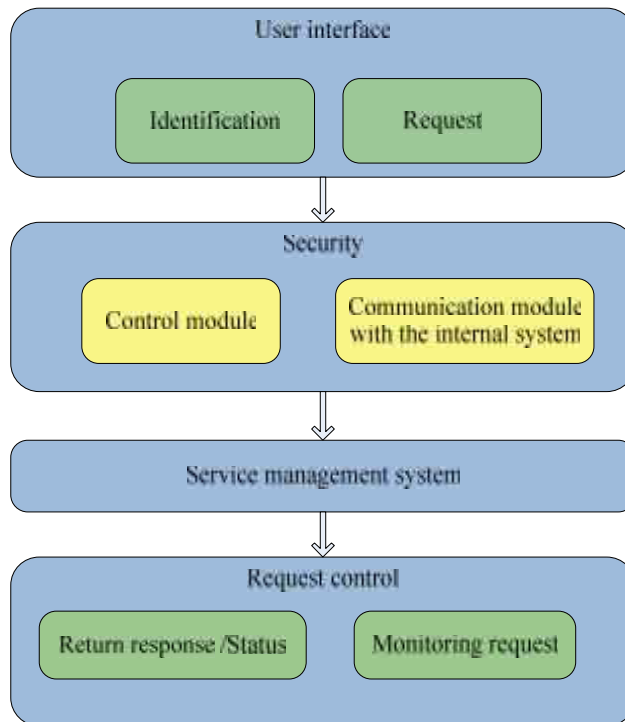 User interface
Identification
Request
Security
Control module
Communication module
with the internal system
Service management system
Request control
Return response /Status
Monitoring request